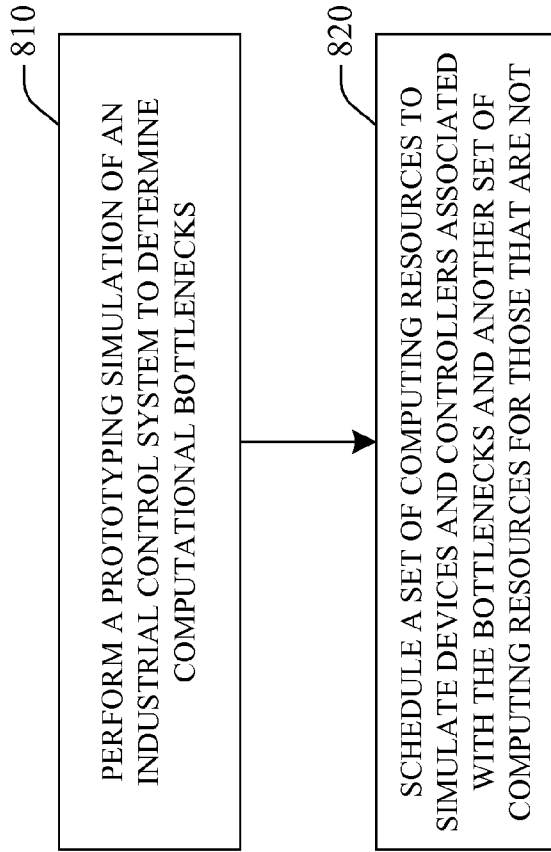 810
PERFORM A PROTOTYPING SIMULATION OF AN
INDUSTRIAL CONTROL SYSTEM TO DETERMINE
COMPUTATIONAL BOTTLENECKS
820
SCHEDULE A SET OF COMPUTING RESOURCES TO
SIMULATE DEVICES AND CONTROLLERS ASSOCIATED
WITH THE BOTTLENECKS AND ANOTHER SET OF
COMPUTING RESOURCES FOR THOSE THAT ARE NOT